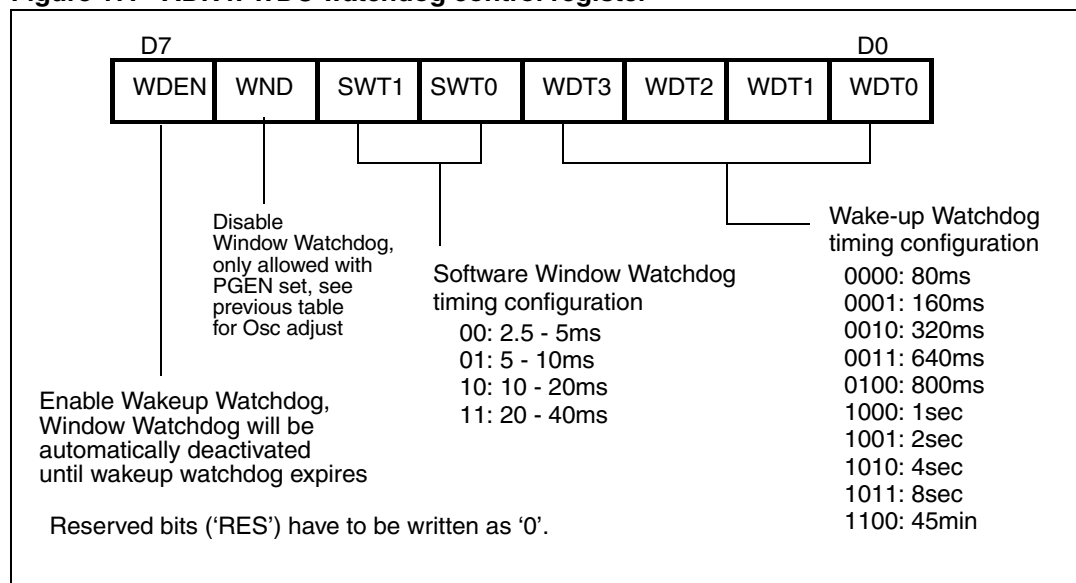 D7 D0
WDEN WND SWT1 SWT0 WDT3 WDT2 WDT1 WDT0
Disable
Window Watchdog,
only allowed with
PGEN set, see
previous table
for Osc adjust
Software Window Watchdog
timing configuration
00: 2.5 - 5ms
01: 5 - 10ms
10: 10 - 20ms
11: 20 - 40ms
Wake-up Watchdog
timing configuration
0000: 80ms
0001: 160ms
0010: 320ms
0011: 640ms
0100: 800ms
1000: 1sec
1001: 2sec
1010: 4sec
1011: 8sec
1100: 45min
Enable Wakeup Watchdog,
Window Watchdog will be
automatically deactivated
until wakeup watchdog expires
Reserved bits (‘RES’) have to be written as ‘0’.